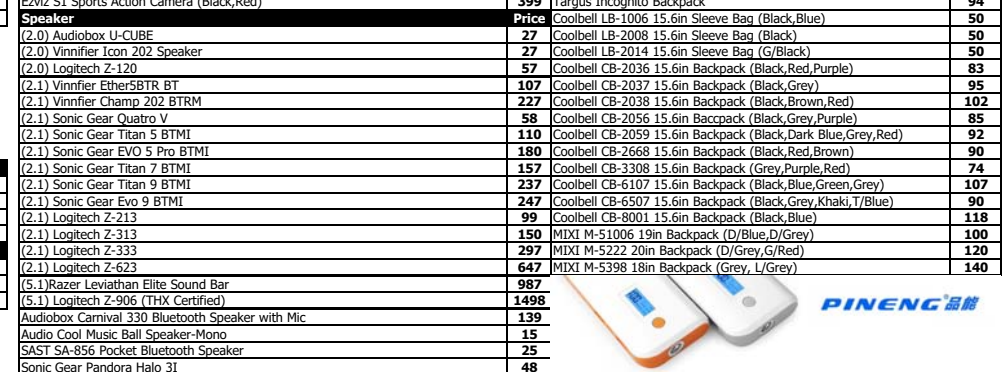 Ezviz S1 Sports Action Camera (Black,Red) 399
Speaker Price
(2.0) Audiobox U-CUBE 27
(2.0) Vinnifier Icon 202 Speaker 27
(2.0) Logitech Z-120 57
(2.1) Vinnfier Ether5BTR BT 107
(2.1) Vinnfier Champ 202 BTRM 227
(2.1) Sonic Gear Quatro V 58
(2.1) Sonic Gear Titan 5 BTMI 110
(2.1) Sonic Gear EVO 5 Pro BTMI 180
(2.1) Sonic Gear Titan 7 BTMI 157
(2.1) Sonic Gear Titan 9 BTMI 237
(2.1) Sonic Gear Evo 9 BTMI 247
(2.1) Logitech Z-213 99
(2.1) Logitech Z-313 150
(2.1) Logitech Z-333 297
(2.1) Logitech Z-623 647
(5.1)Razer Leviathan Elite Sound Bar 987
(5.1) Logitech Z-906 (THX Certified) 1498
Audiobox Carnival 330 Bluetooth Speaker with Mic 139
Audio Cool Music Ball Speaker-Mono 15
SAST SA-856 Pocket Bluetooth Speaker 25
Sonic Gear Pandora Halo 3I 48
Targus Incognito Backpack 94
Coolbell LB-1006 15.6in Sleeve Bag (Black,Blue) 50
Coolbell LB-2008 15.6in Sleeve Bag (Black) 50
Coolbell LB-2014 15.6in Sleeve Bag (G/Black) 50
Coolbell CB-2036 15.6in Backpack (Black,Red,Purple) 83
Coolbell CB-2037 15.6in Backpack (Black,Grey) 95
Coolbell CB-2038 15.6in Backpack (Black,Brown,Red) 102
Coolbell CB-2056 15.6in Baccpack (Black,Grey,Purple) 85
Coolbell CB-2059 15.6in Backpack (Black,Dark Blue,Grey,Red) 92
Coolbell CB-2668 15.6in Backpack (Black,Red,Brown) 90
Coolbell CB-3308 15.6in Backpack (Grey,Purple,Red) 74
Coolbell CB-6107 15.6in Backpack (Black,Blue,Green,Grey) 107
Coolbell CB-6507 15.6in Backpack (Black,Grey,Khaki,T/Blue) 90
Coolbell CB-8001 15.6in Backpack (Black,Blue) 118
MIXI M-51006 19in Backpack (D/Blue,D/Grey) 100
MIXI M-5222 20in Backpack (D/Grey,G/Red) 120
MIXI M-5398 18in Backpack (Grey, L/Grey) 140
PINENG 品能